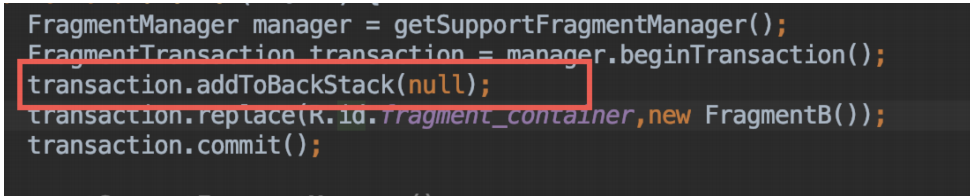 FragmentManager manager = getSupportFragmentManager();
FragmentTransaction transaction = manager.beginTransaction();
transaction.addToBackStack(null);
transaction.replace(R.id.fragment_container,new FragmentB());
transaction.commit();